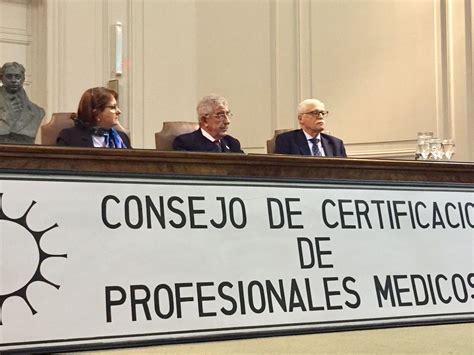 CONSEJO DE CERTIFICACIO
DE
PROFESIONALES MEDICOS